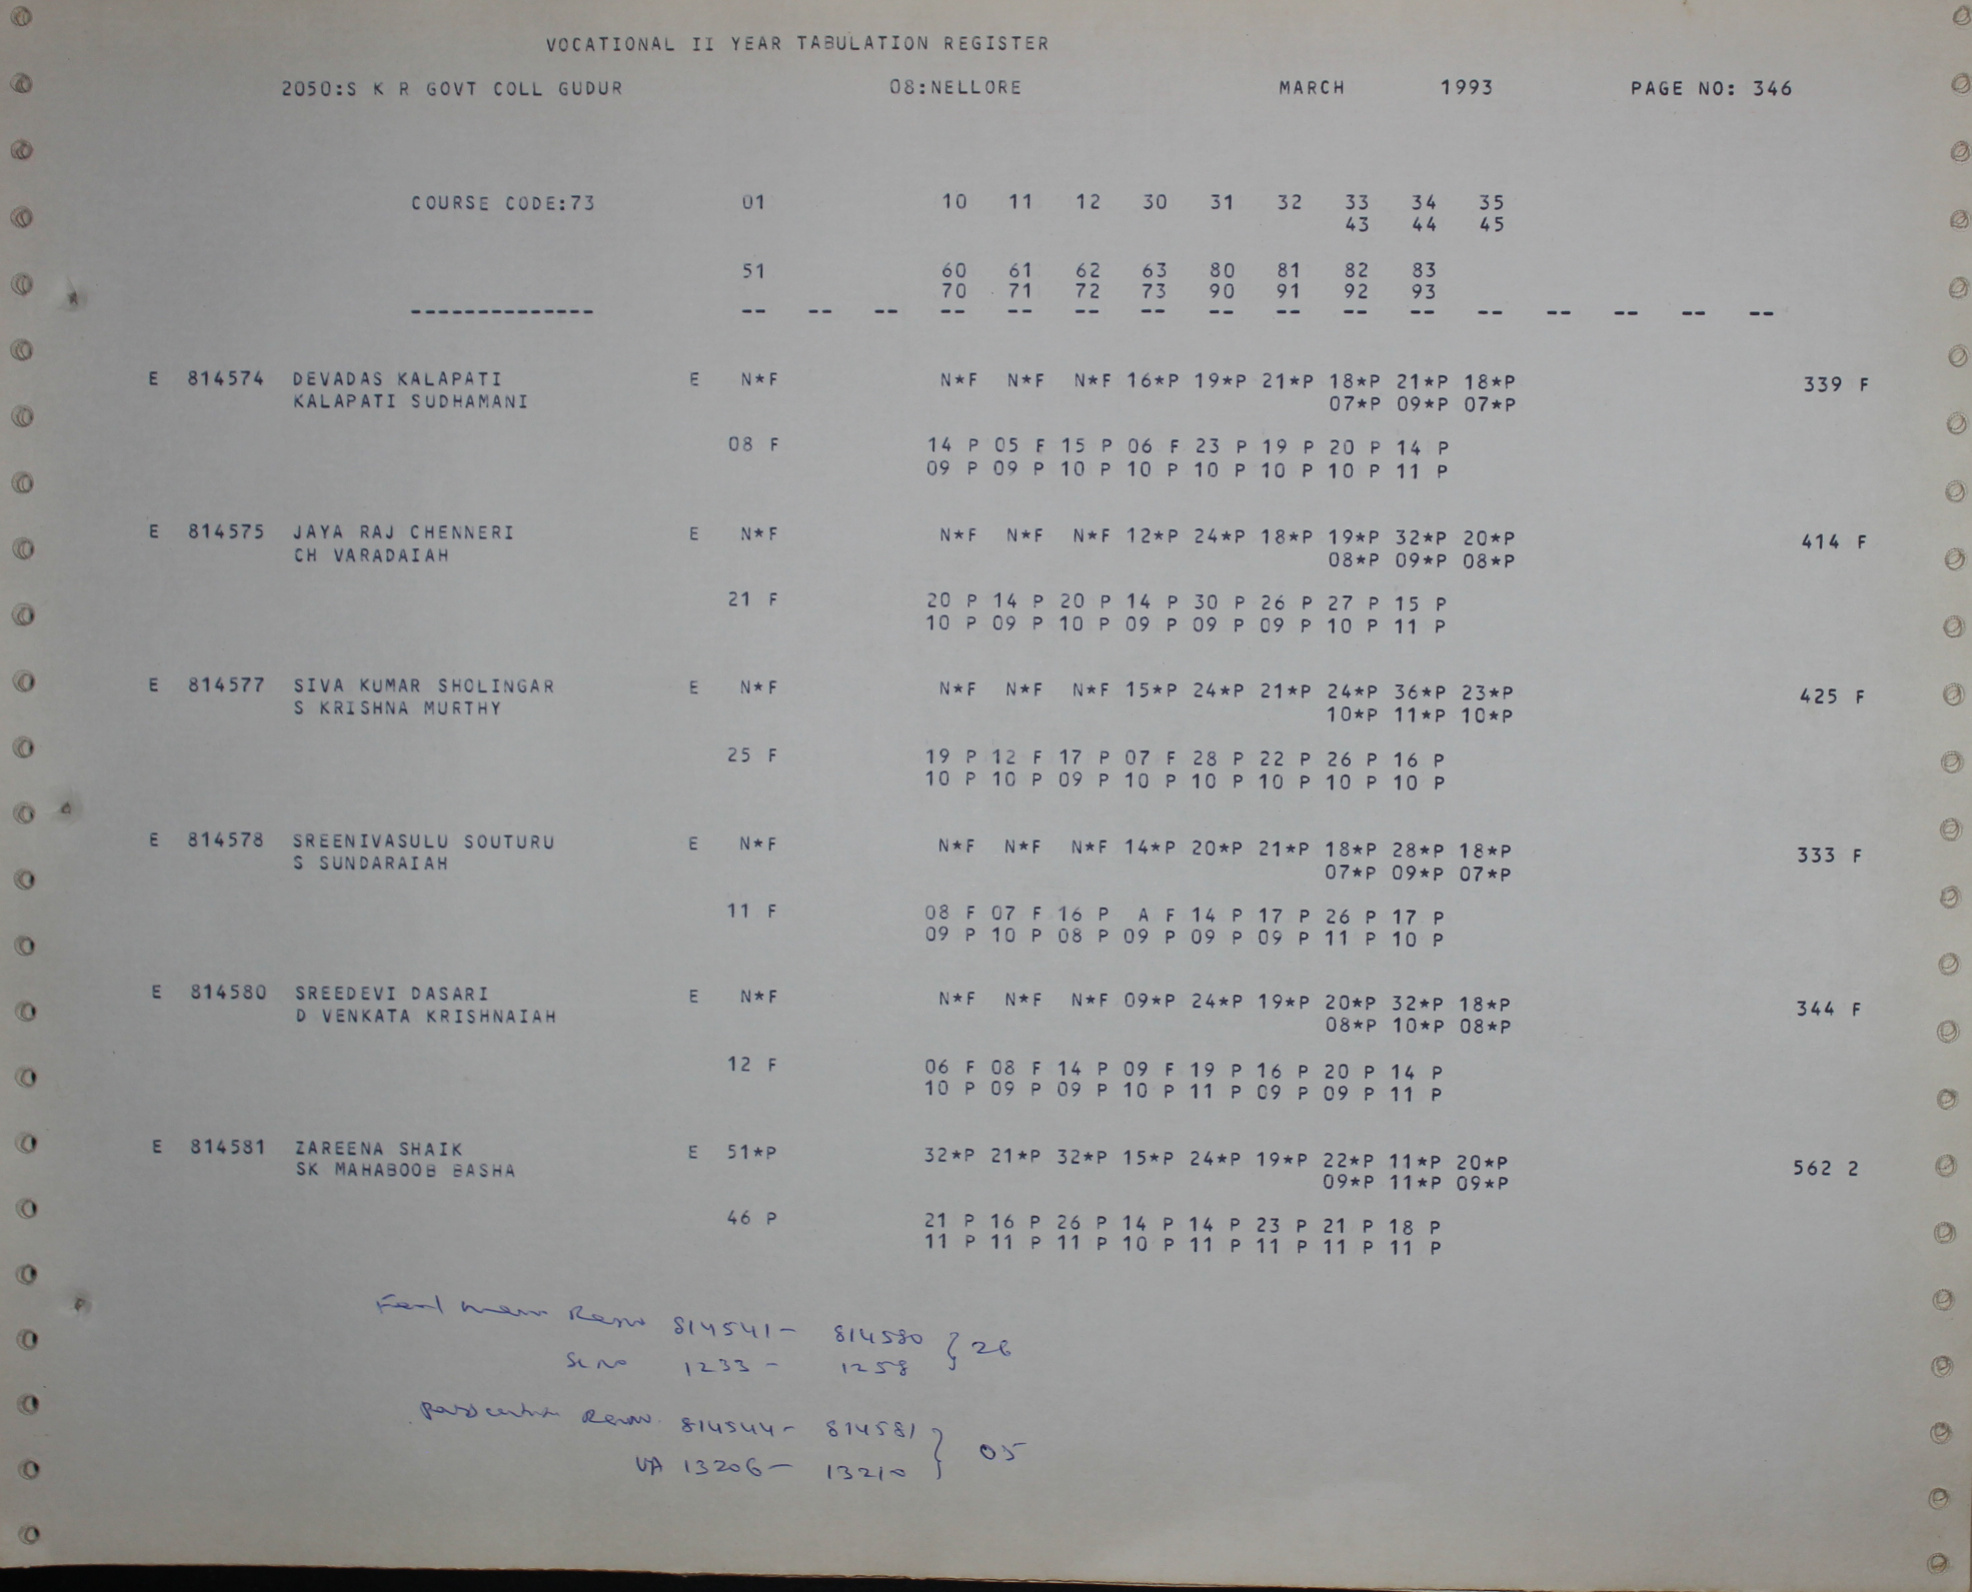 VOCATIONAL II YEAR TABULATION REGISTER
2050:S K R GOVT COLL GUDUR 08:NELLORE MARCH 1993 PAGE NO: 346
COURSE CODE:73 01 10 11 12 30 31 32 33 34 35
43 44 45
51 60 61 62 63 80 81 82 83
70 71 72 73 90 91 92 93
-------------- -- -- -- -- -- -- -- -- -- -- -- -- -- -- -- --
E 814574 DEVADAS KALAPATI E N*F N*F N*F N*F 16*P 19*P 21*P 18*P 21*P 18*P 339 F
KALAPATI SUDHAMANI 07*P 09*P 07*P
08 F 14 P 05 F 15 P 06 F 23 P 19 P 20 P 14 P
09 P 09 P 10 P 10 P 10 P 10 P 10 P 11 P
E 814575 JAYA RAJ CHENNERI E N*F N*F N*F N*F 12*P 24*P 18*P 19*P 32*P 20*P 414 F
CH VARADAIAH 08*P 09*P 08*P
21 F 20 P 14 P 20 P 14 P 30 P 26 P 27 P 15 P
10 P 09 P 10 P 09 P 09 P 09 P 10 P 11 P
E 814577 SIVA KUMAR SHOLINGAR E N*F N*F N*F N*F 15*P 24*P 21*P 24*P 36*P 23*P 425 F
S KRISHNA MURTHY 10*P 11*P 10*P
25 F 19 P 12 F 17 P 07 F 28 P 22 P 26 P 16 P
10 P 10 P 09 P 10 P 10 P 10 P 10 P 10 P
E 814578 SREENIVASULU SOUTURU E N*F N*F N*F N*F 14*P 20*P 21*P 18*P 28*P 18*P 333 F
S SUNDARAIAH 07*P 09*P 07*P
11 F 08 F 07 F 16 P A F 14 P 17 P 26 P 17 P
09 P 10 P 08 P 09 P 09 P 09 P 11 P 10 P
E 814580 SREEDEVI DASARI E N*F N*F N*F N*F 09*P 24*P 19*P 20*P 32*P 18*P 344 F
D VENKATA KRISHNAIAH 08*P 10*P 08*P
12 F 06 F 08 F 14 P 09 F 19 P 16 P 20 P 14 P
10 P 09 P 09 P 10 P 11 P 09 P 09 P 11 P
E 814581 ZAREENA SHAIK E 51*P 32*P 21*P 32*P 15*P 24*P 19*P 22*P 11*P 20*P 562 2
SK MAHABOOB BASHA 09*P 11*P 09*P
46 P 21 P 16 P 26 P 14 P 14 P 23 P 21 P 18 P
11 P 11 P 11 P 10 P 11 P 11 P 11 P 11 P
814541 - 814580 } 26
Sl no 1233 - 1258
814544 - 814581 } 05
VA 13206 - 13210